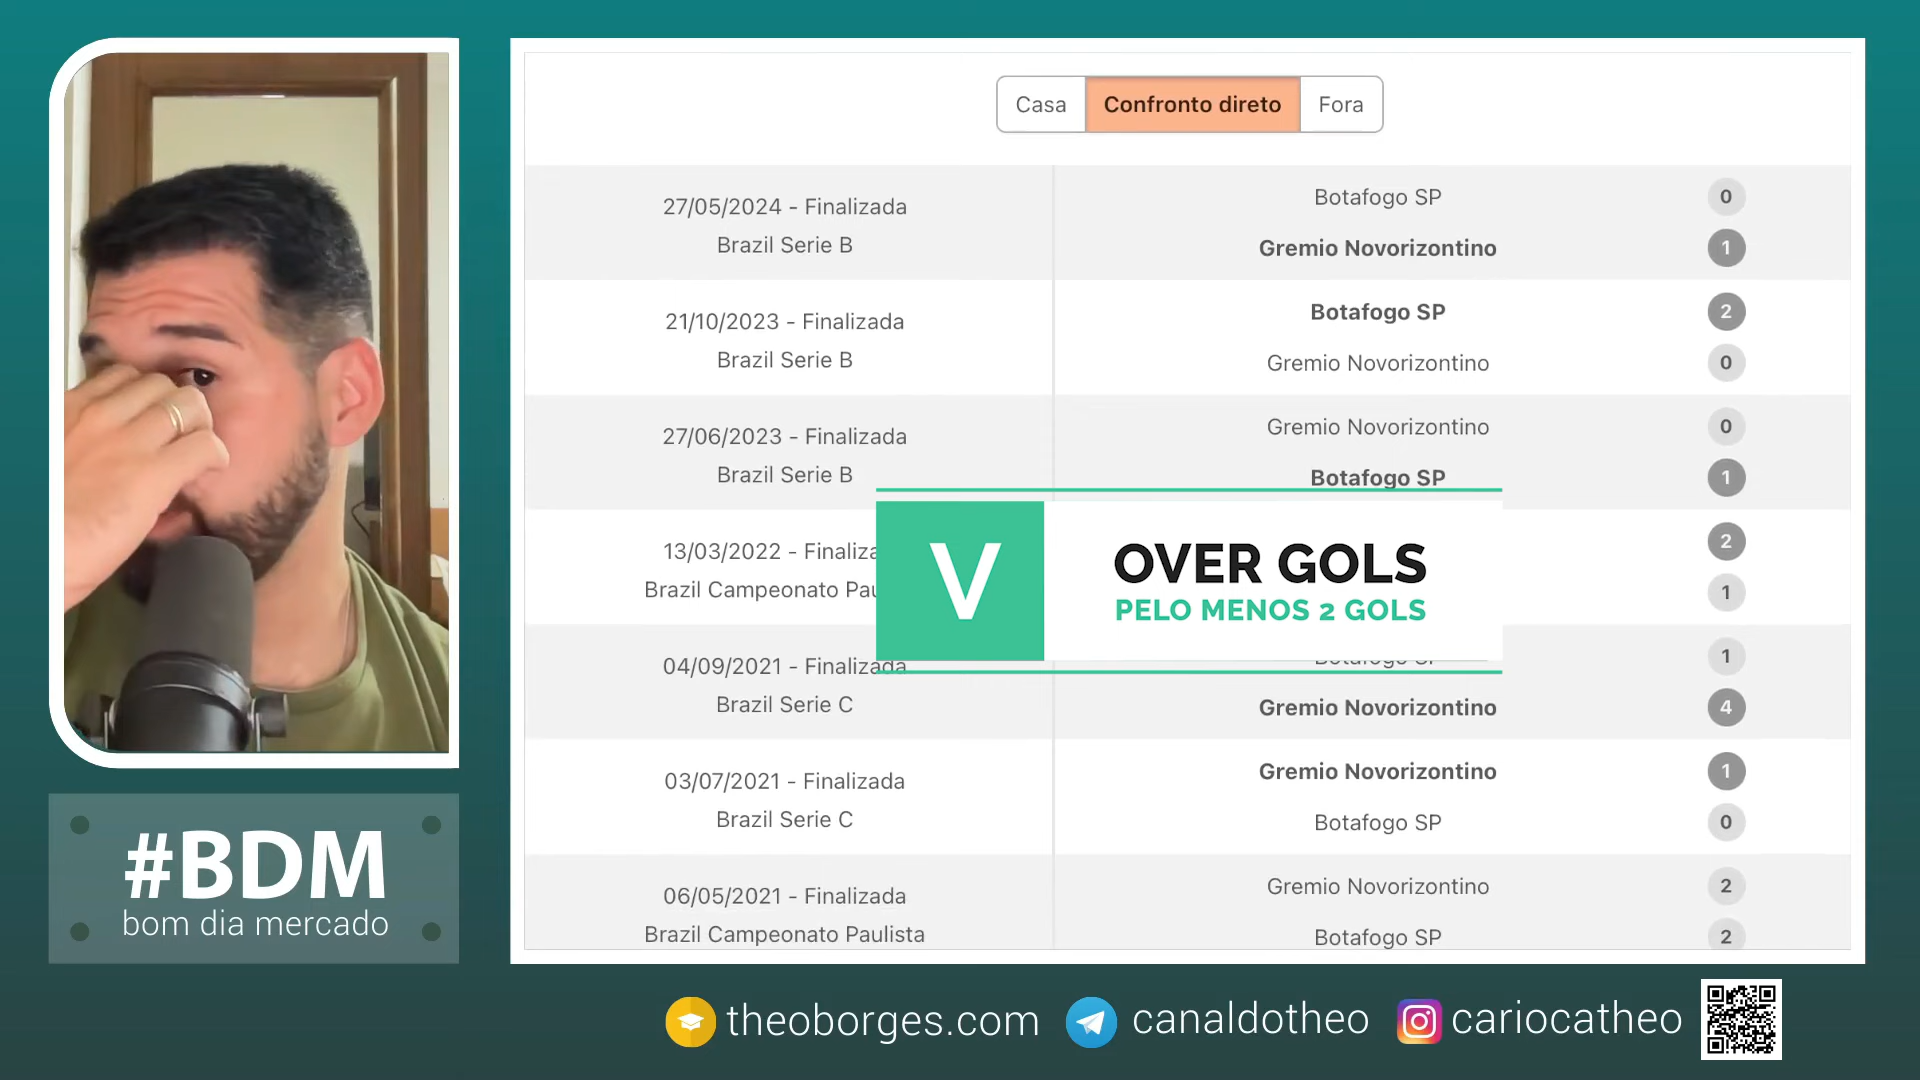 Casa Confronto direto Fora
27/05/2024 - Finalizada
Brazil Serie B
Botafogo SP 0
Gremio Novorizontino 1
21/10/2023 - Finalizada
Brazil Serie B
Botafogo SP 2
Gremio Novorizontino 0
27/06/2023 - Finalizada
Brazil Serie B
Gremio Novorizontino 0
Botafogo SP 1
13/03/2022 - Finaliza
Brazil Campeonato Pau
2
1
V
OVER GOLS
PELO MENOS 2 GOLS
04/09/2021 - Finalizada
Brazil Serie C
Botafogo SP 1
Gremio Novorizontino 4
03/07/2021 - Finalizada
Brazil Serie C
Gremio Novorizontino 1
Botafogo SP 0
06/05/2021 - Finalizada
Brazil Campeonato Paulista
Gremio Novorizontino 2
Botafogo SP 2
#BDM
bom dia mercado
theoborges.com canaldotheo cariocatheo